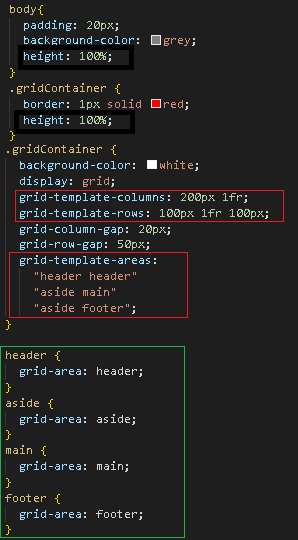 body{
padding: 20px;
background-color: grey;
height: 100%;
}
.gridContainer {
border: 1px solid red;
height: 100%;
}
.gridContainer {
background-color: white;
display: grid;
grid-template-columns: 200px 1fr;
grid-template-rows: 100px 1fr 100px;
grid-column-gap: 20px;
grid-row-gap: 50px;
grid-template-areas:
"header header"
"aside main"
"aside footer";
}
header {
grid-area: header;
}
aside {
grid-area: aside;
}
main {
grid-area: main;
}
footer {
grid-area: footer;
}